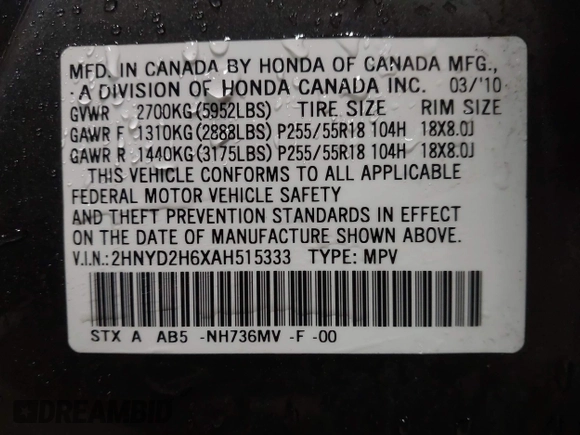 MFD. IN CANADA BY HONDA OF CANADA MFG.,
A DIVISION OF HONDA CANADA INC. 03/'10
GVWR 2700KG(5952LBS) TIRE SIZE RIM SIZE
GAWR F 1310KG(2888LBS) P255/55R18 104H 18X8.0J
GAWR R 1440KG(3175LBS) P255/55R18 104H 18X8.0J
THIS VEHICLE CONFORMS TO ALL APPLICABLE
FEDERAL MOTOR VEHICLE SAFETY
AND THEFT PREVENTION STANDARDS IN EFFECT
ON THE DATE OF MANUFACTURE SHOWN ABOVE.
V.I.N.:2HNYD2H6XAH515333 TYPE: MPV
STX A AB5 -NH736MV -F -00
DREAMBID